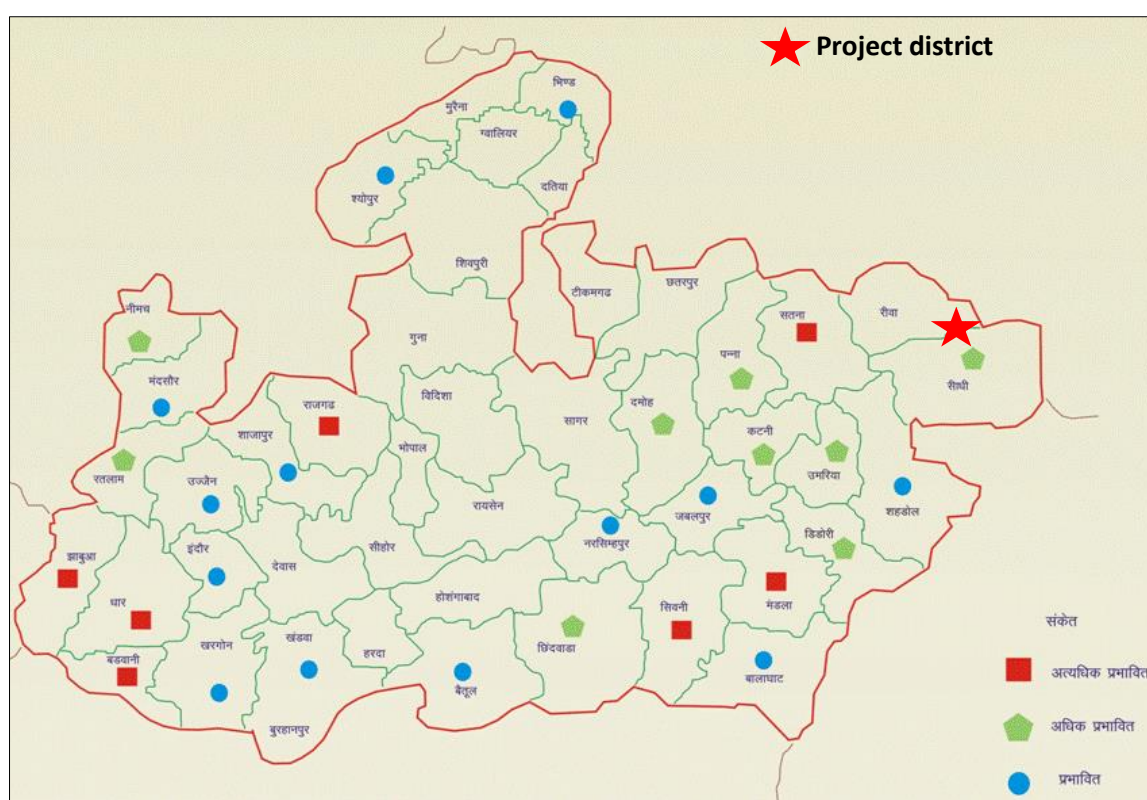 Project district
भिण्ड
मुरैना
ग्वालियर
दतिया
श्योपुर
शिवपुरी
टीकमगढ
छतरपुर
सतना
रीवा
सीधी
पन्ना
नीमच
मंदसौर
रतलाम
गुना
राजगढ
विदिशा
सागर
दमोह
कटनी
उमरिया
शहडोल
शाजापुर
भोपाल
उज्जैन
रायसेन
जबलपुर
डिंडोरी
नरसिम्हपुर
सीहोर
इंदौर
देवास
झाबुआ
धार
होशंगाबाद
मंडला
सिवनी
छिंदवाडा
बालाघाट
बडवानी
खरगोन
खंडवा
हरदा
बैतूल
बुरहानपुर
संकेत
अत्यधिक प्रभावित
अधिक प्रभावित
प्रभावित